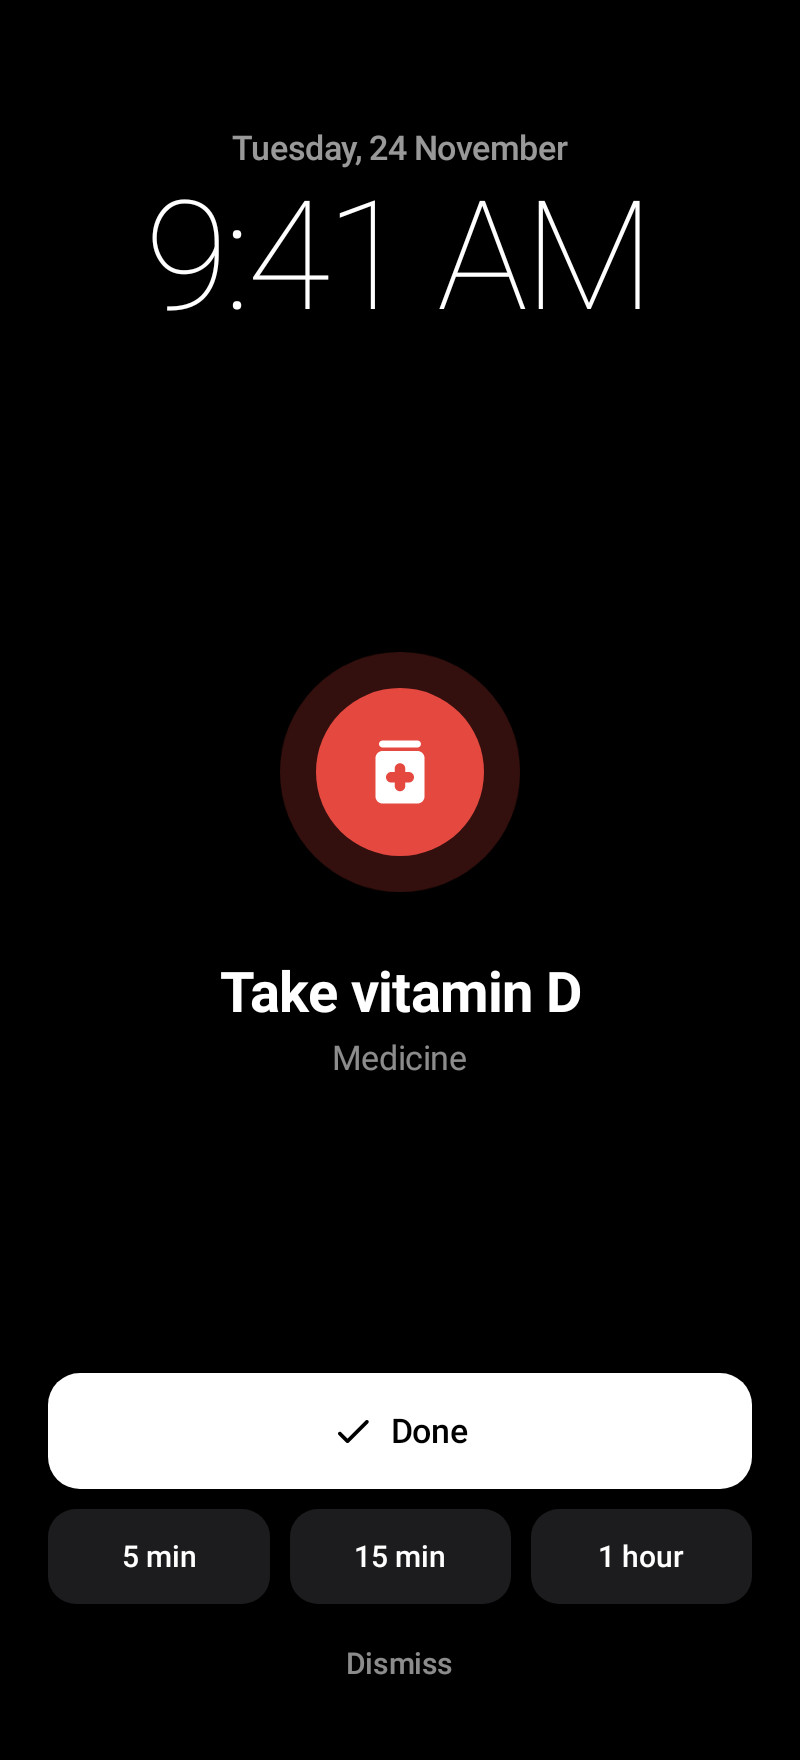 Tuesday, 24 November
9:41 AM
Take vitamin D
Medicine
Done
5 min
15 min
1 hour
Dismiss